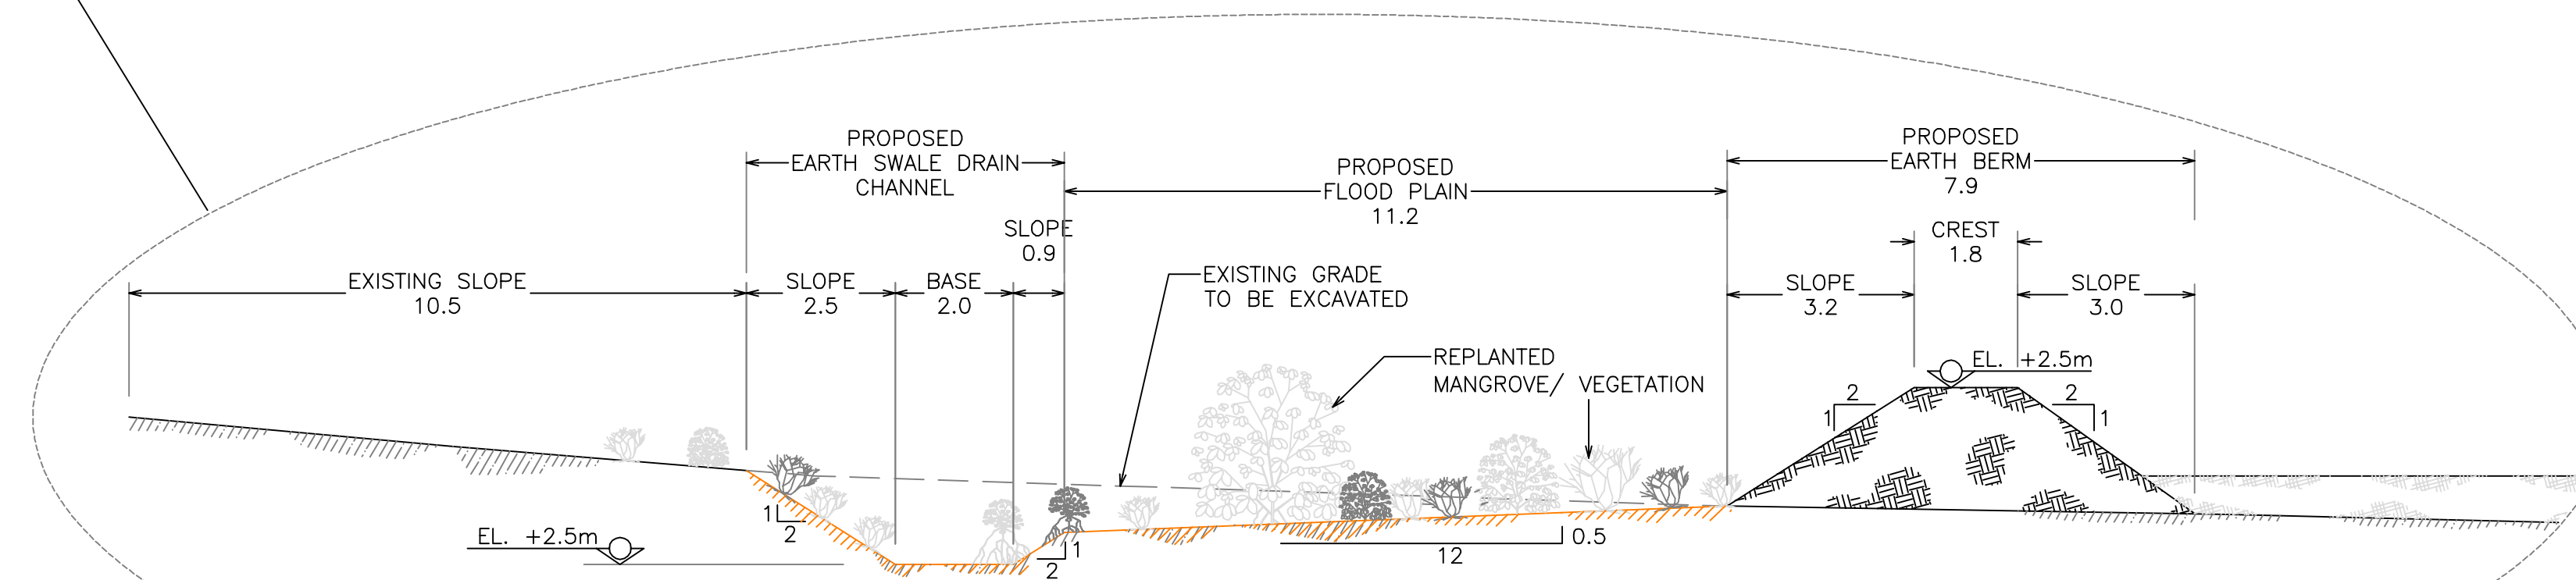 PROPOSED
EARTH SWALE DRAIN
CHANNEL
PROPOSED
FLOOD PLAIN
11.2
PROPOSED
EARTH BERM
7.9
SLOPE
0.9
CREST
1.8
EXISTING SLOPE
10.5
SLOPE
2.5
BASE
2.0
EXISTING GRADE
TO BE EXCAVATED
SLOPE
3.2
SLOPE
3.0
REPLANTED
MANGROVE/ VEGETATION
EL. +2.5m
2
1
2
1
1
2
EL. +2.5m
1
2
12
0.5